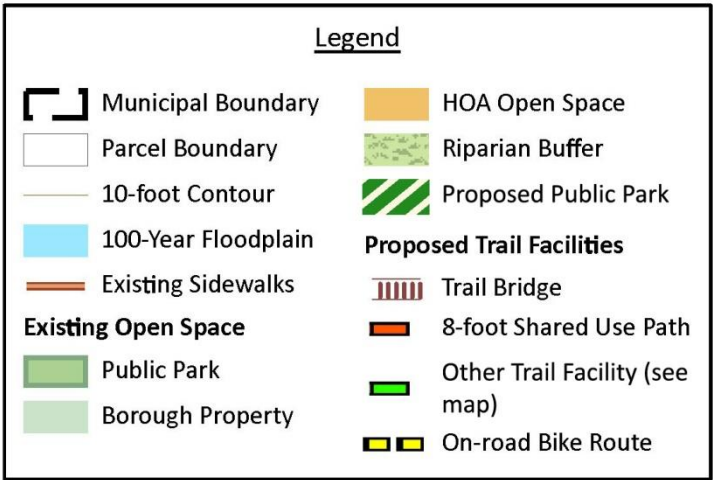 Legend
Municipal Boundary
Parcel Boundary
10-foot Contour
100-Year Floodplain
Existing Sidewalks
Existing Open Space
Public Park
Borough Property
HOA Open Space
Riparian Buffer
Proposed Public Park
Proposed Trail Facilities
Trail Bridge
8-foot Shared Use Path
Other Trail Facility (see
map)
On-road Bike Route